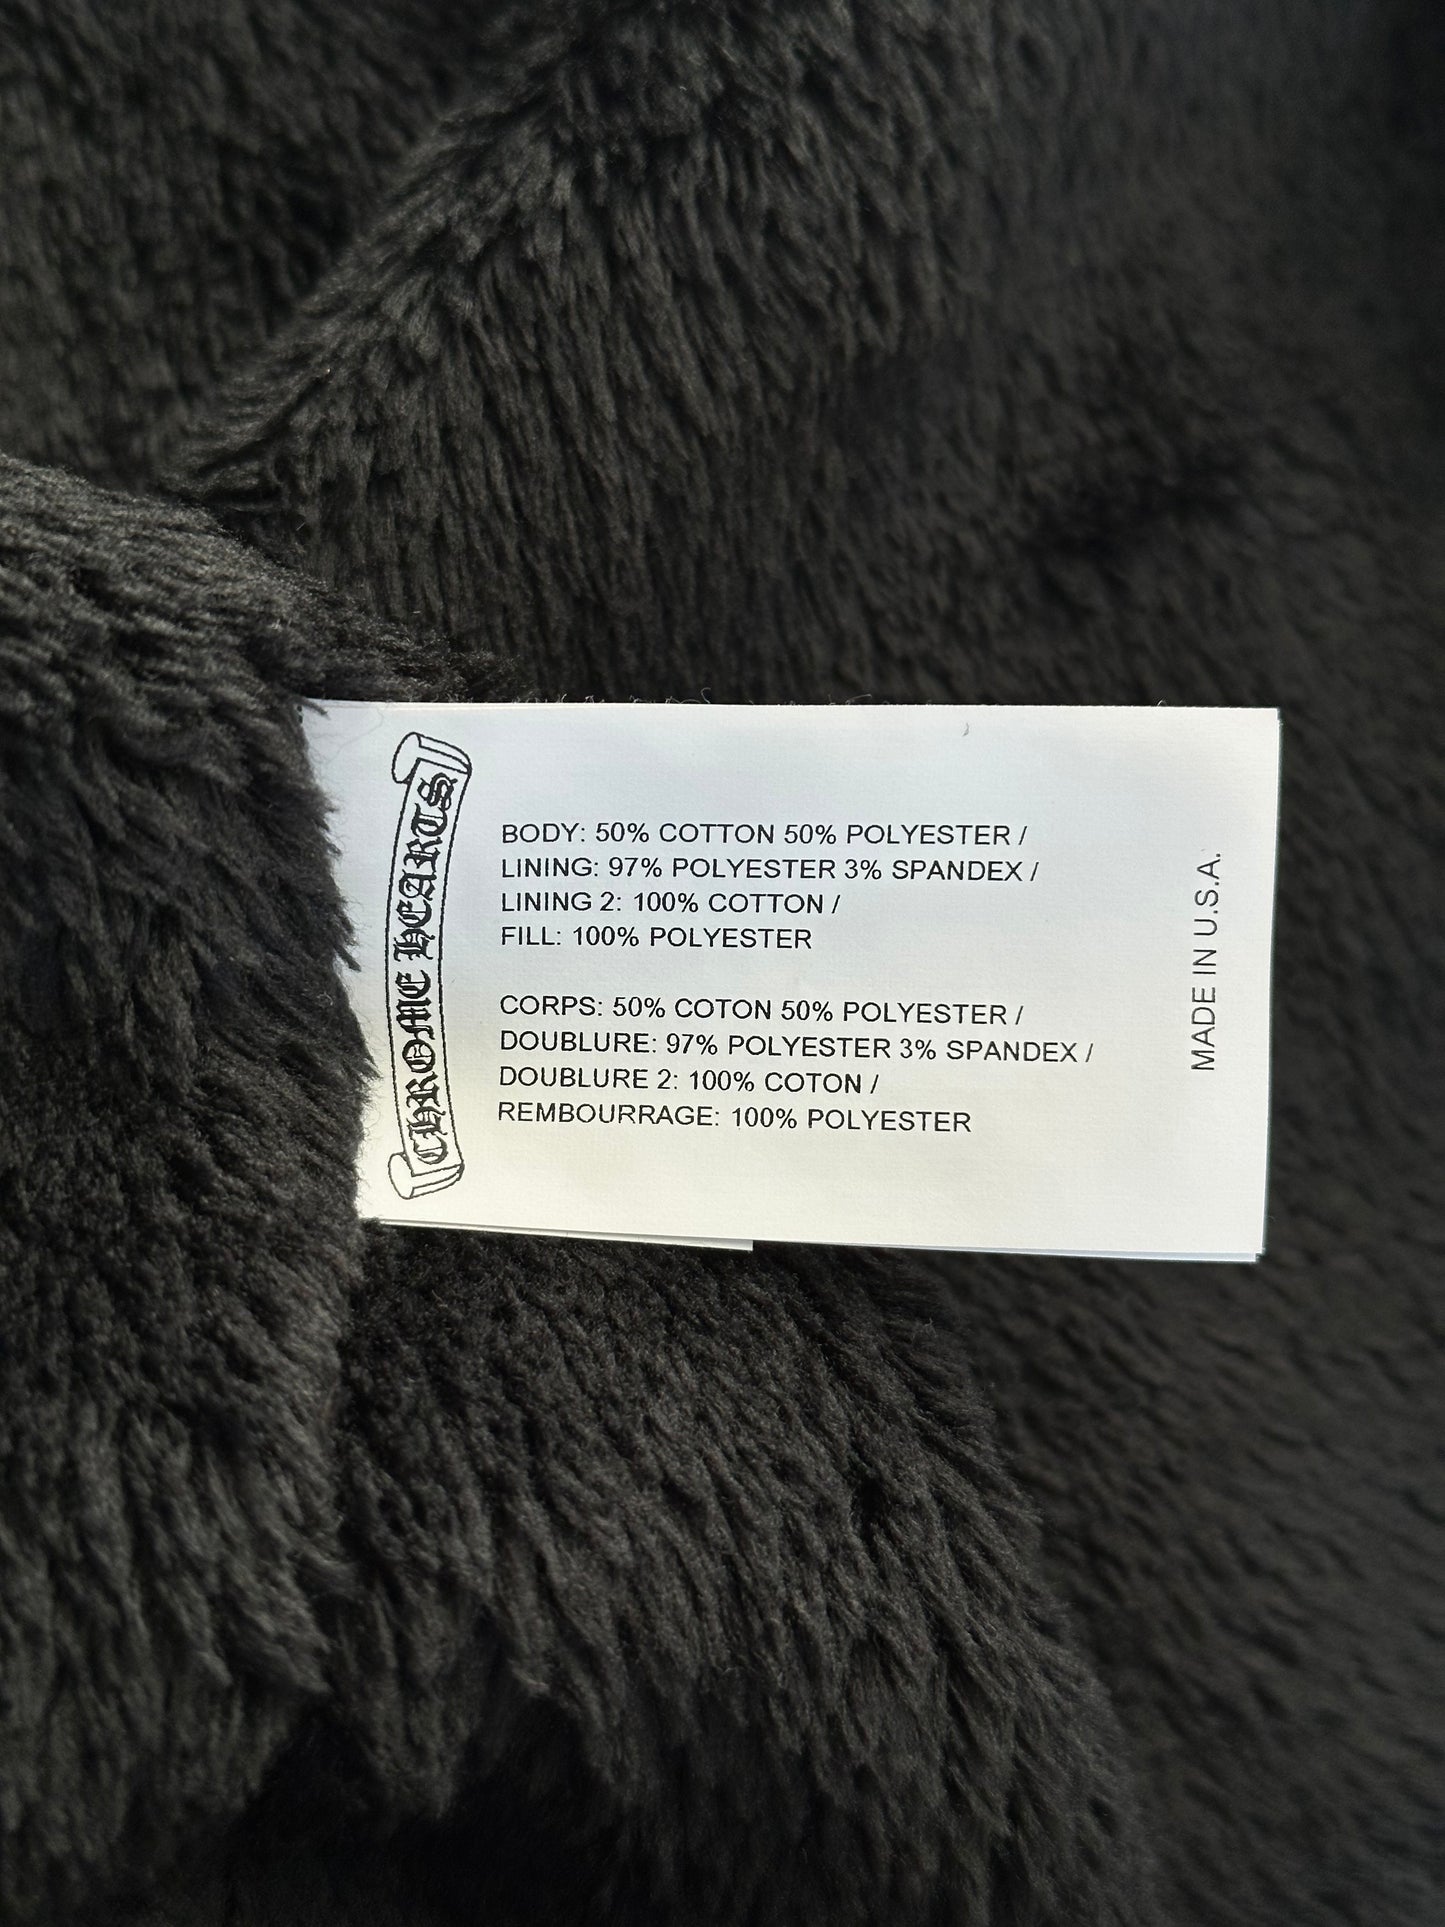 CHROME HEARTS
BODY: 50% COTTON 50% POLYESTER /
LINING: 97% POLYESTER 3% SPANDEX /
LINING 2: 100% COTTON /
FILL: 100% POLYESTER
CORPS: 50% COTON 50% POLYESTER /
DOUBLURE: 97% POLYESTER 3% SPANDEX /
DOUBLURE 2: 100% COTON /
REMBOURRAGE: 100% POLYESTER
MADE IN U.S.A.